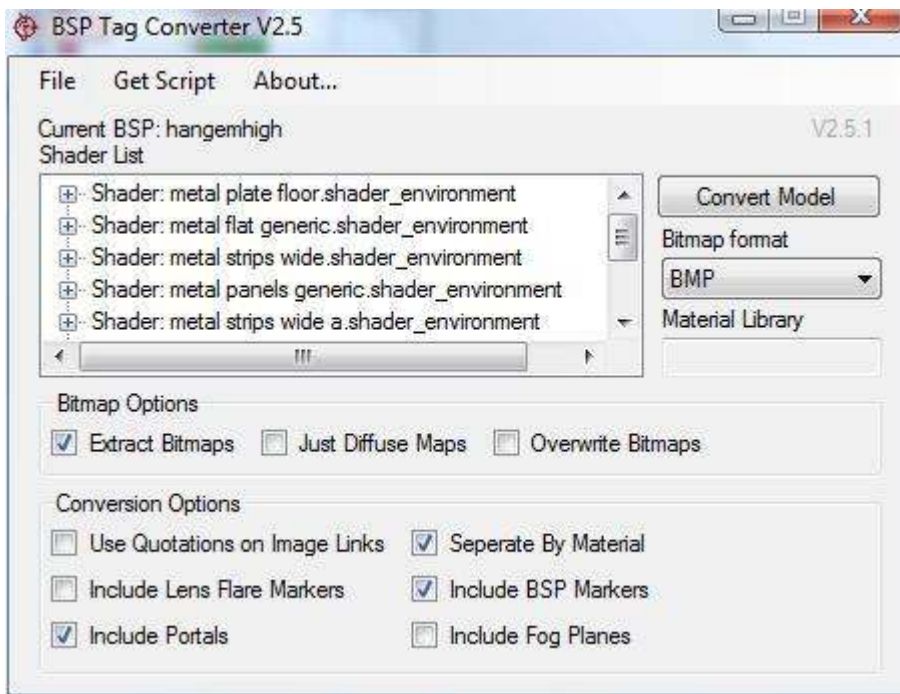 BSP Tag Converter V2.5
File Get Script About...
Current BSP: hangemhigh V2.5.1
Shader List
Shader: metal plate floor.shader_environment
Shader: metal flat generic.shader_environment
Shader: metal strips wide.shader_environment
Shader: metal panels generic.shader_environment
Shader: metal strips wide a.shader_environment
Convert Model
Bitmap format
BMP
Material Library
Bitmap Options
Extract Bitmaps Just Diffuse Maps Overwrite Bitmaps
Conversion Options
Use Quotations on Image Links Seperate By Material
Include Lens Flare Markers Include BSP Markers
Include Portals Include Fog Planes